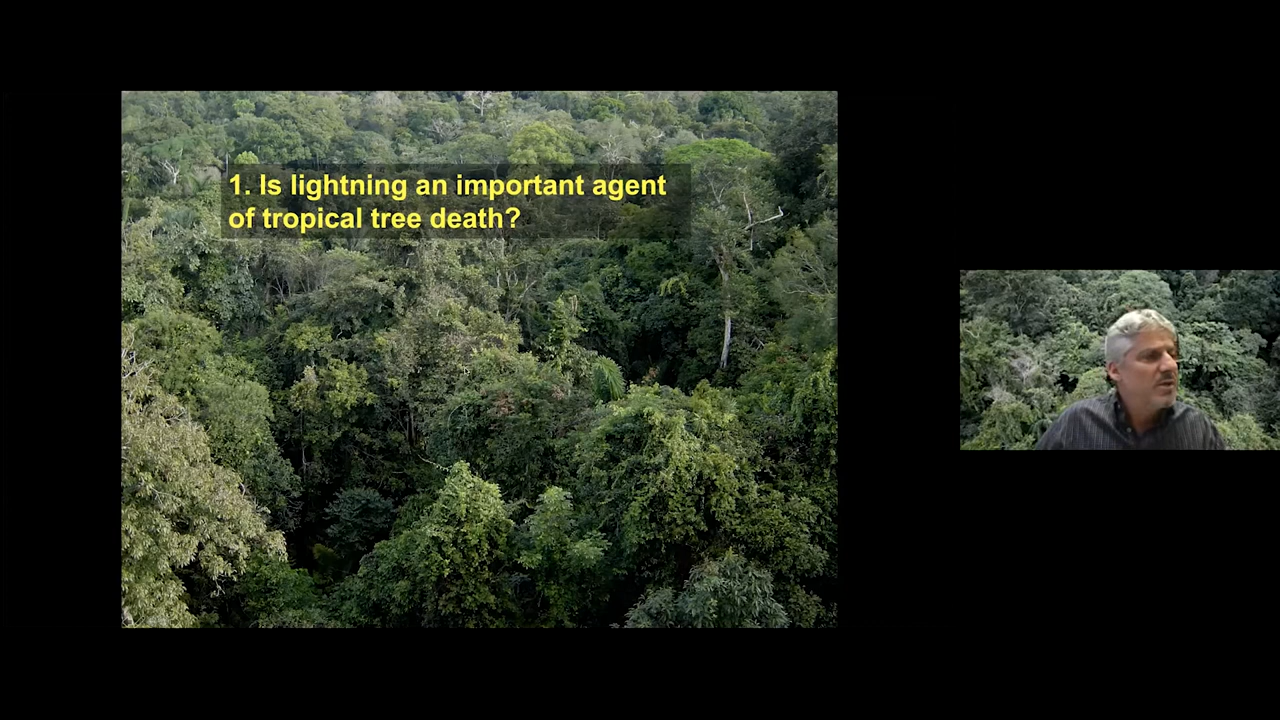 1. Is lightning an important agent
of tropical tree death?